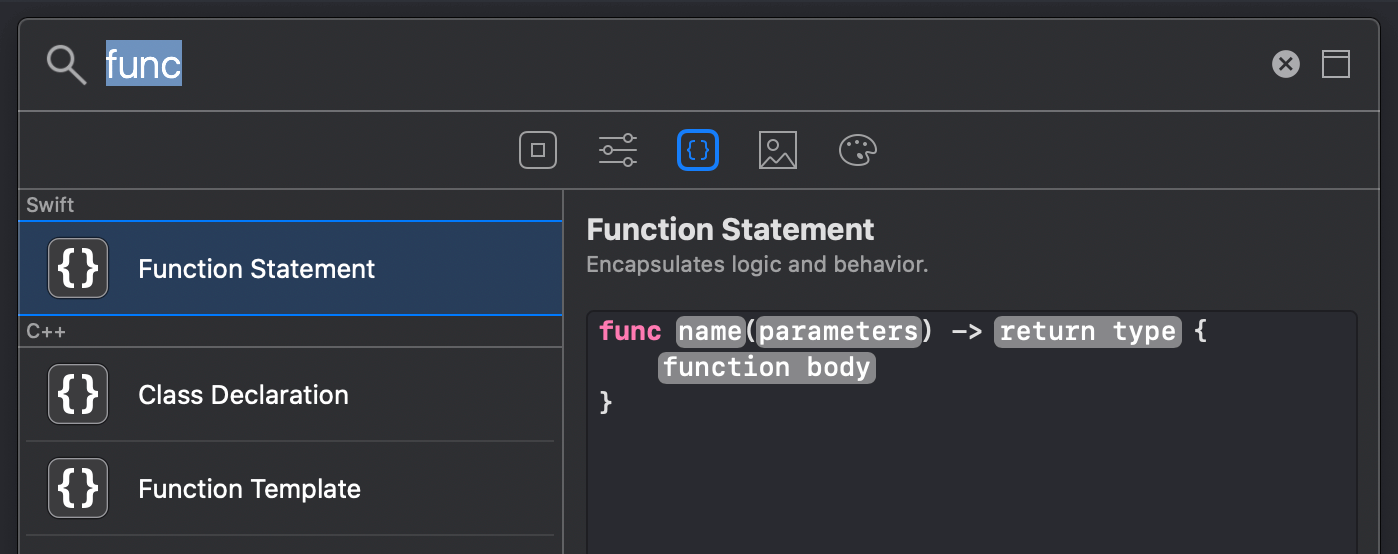 func
Swift
{} Function Statement
C++
{} Class Declaration
{} Function Template
Function Statement
Encapsulates logic and behavior.
func name(parameters) -> return type {
    function body
}